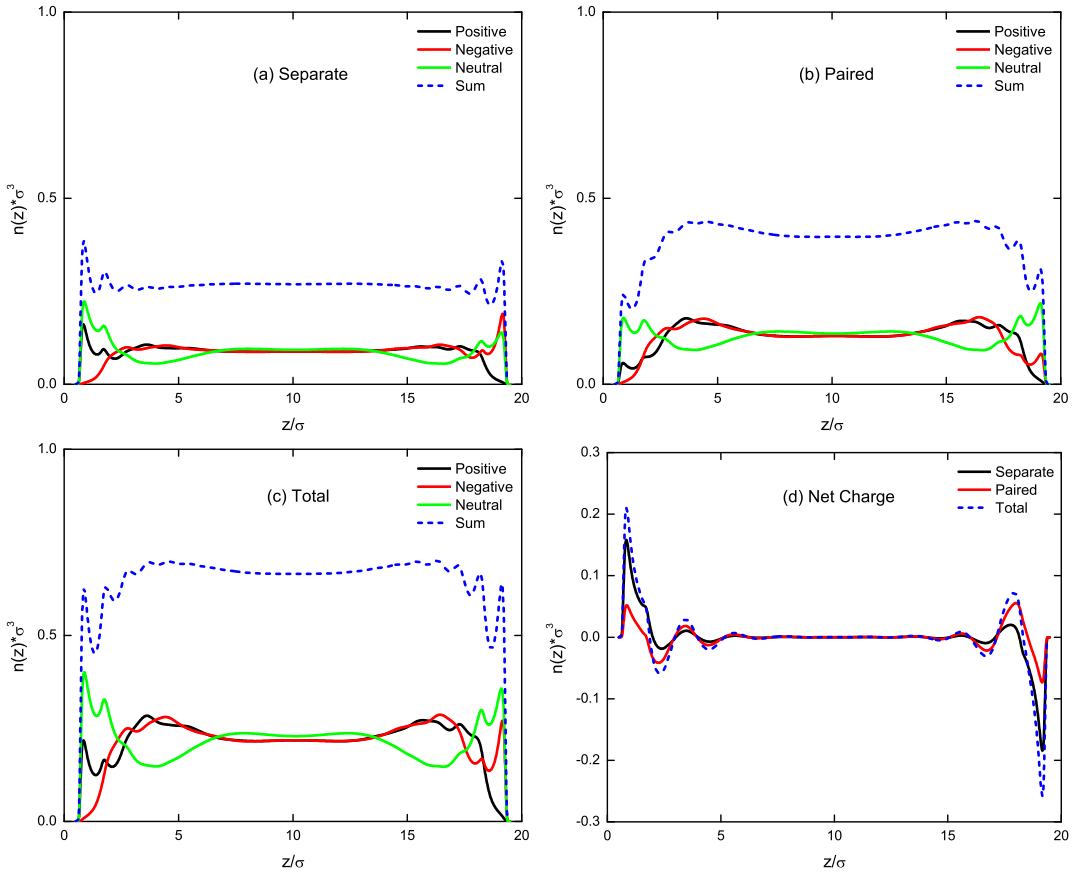 1.0
0.5
0.0
0
5
10
15
20
n(z)*σ³
z/σ
(a) Separate
Positive
Negative
Neutral
Sum
1.0
0.5
0.0
0
5
10
15
20
n(z)*σ³
z/σ
(b) Paired
Positive
Negative
Neutral
Sum
1.0
0.5
0.0
0
5
10
15
20
n(z)*σ³
z/σ
(c) Total
Positive
Negative
Neutral
Sum
0.3
0.2
0.1
0.0
-0.1
-0.2
-0.3
0
5
10
15
20
n(z)*σ³
z/σ
(d) Net Charge
Separate
Paired
Total